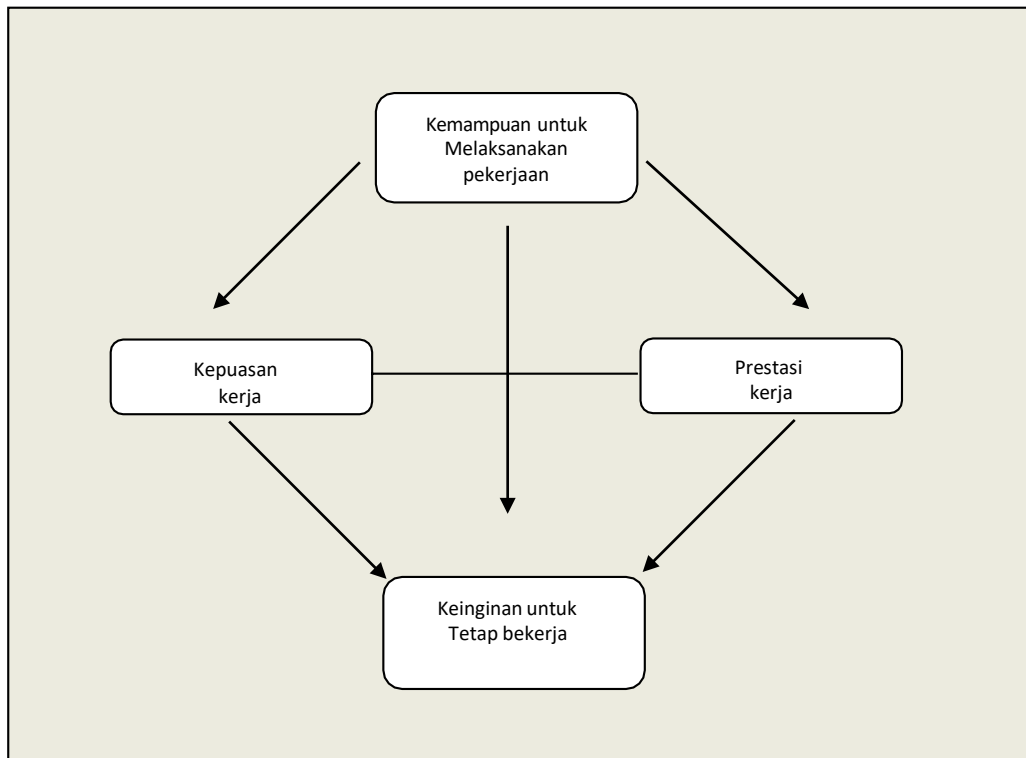 Kemampuan untuk
Melaksanakan
pekerjaan
Kepuasan
kerja
Prestasi
kerja
Keinginan untuk
Tetap bekerja